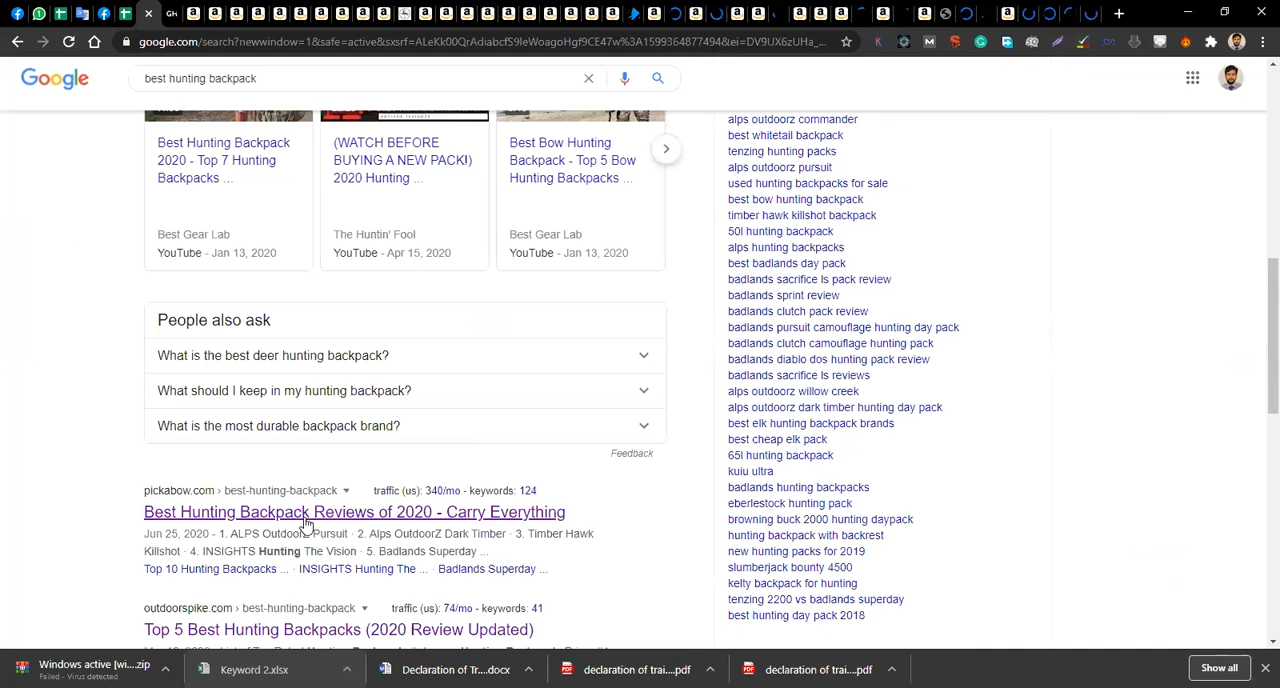 google.com/search?newwindow=1&safe=active&sxsrf=ALeKk00QrAdiabcfS9IeWoagoHgf9CE47w%3A1599364877494&ei=DV9UX6zUHa_...
Google
best hunting backpack
Best Hunting Backpack
2020 - Top 7 Hunting
Backpacks ...
Best Gear Lab
YouTube - Jan 13, 2020
(WATCH BEFORE
BUYING A NEW PACK!)
2020 Hunting ...
The Huntin' Fool
YouTube - Apr 15, 2020
Best Bow Hunting
Backpack - Top 5 Bow
Hunting Backpacks ...
Best Gear Lab
YouTube - Jan 13, 2020
People also ask
What is the best deer hunting backpack?
What should I keep in my hunting backpack?
What is the most durable backpack brand?
Feedback
pickabow.com › best-hunting-backpack traffic (us): 340/mo - keywords: 124
Best Hunting Backpack Reviews of 2020 - Carry Everything
Jun 25, 2020 - 1. ALPS OutdoorZ Pursuit · 2. Alps OutdoorZ Dark Timber · 3. Timber Hawk
Killshot · 4. INSIGHTS Hunting The Vision · 5. Badlands Superday ...
Top 10 Hunting Backpacks ... · INSIGHTS Hunting The ... · Badlands Superday ...
outdoorspike.com › best-hunting-backpack traffic (us): 74/mo - keywords: 41
Top 5 Best Hunting Backpacks (2020 Review Updated)
alps outdoorz commander
best whitetail backpack
tenzing hunting packs
alps outdoorz pursuit
used hunting backpacks for sale
best bow hunting backpack
timber hawk killshot backpack
50l hunting backpack
alps hunting backpacks
best badlands day pack
badlands sacrifice ls pack review
badlands sprint review
badlands clutch pack review
badlands pursuit camouflage hunting day pack
badlands clutch camouflage hunting pack
badlands diablo dos hunting pack review
badlands sacrifice ls reviews
alps outdoorz willow creek
alps outdoorz dark timber hunting day pack
best elk hunting backpack brands
best cheap elk pack
65l hunting backpack
kuiu ultra
badlands hunting backpacks
eberlestock hunting pack
browning buck 2000 hunting daypack
hunting backpack with backrest
new hunting packs for 2019
slumberjack bounty 4500
kelty backpack for hunting
tenzing 2200 vs badlands superday
best hunting day pack 2018
Windows active [wi....zip
Failed - Virus detected
Keyword 2.xlsx
Declaration of Tr....docx
declaration of trai....pdf
declaration of trai....pdf
Show all